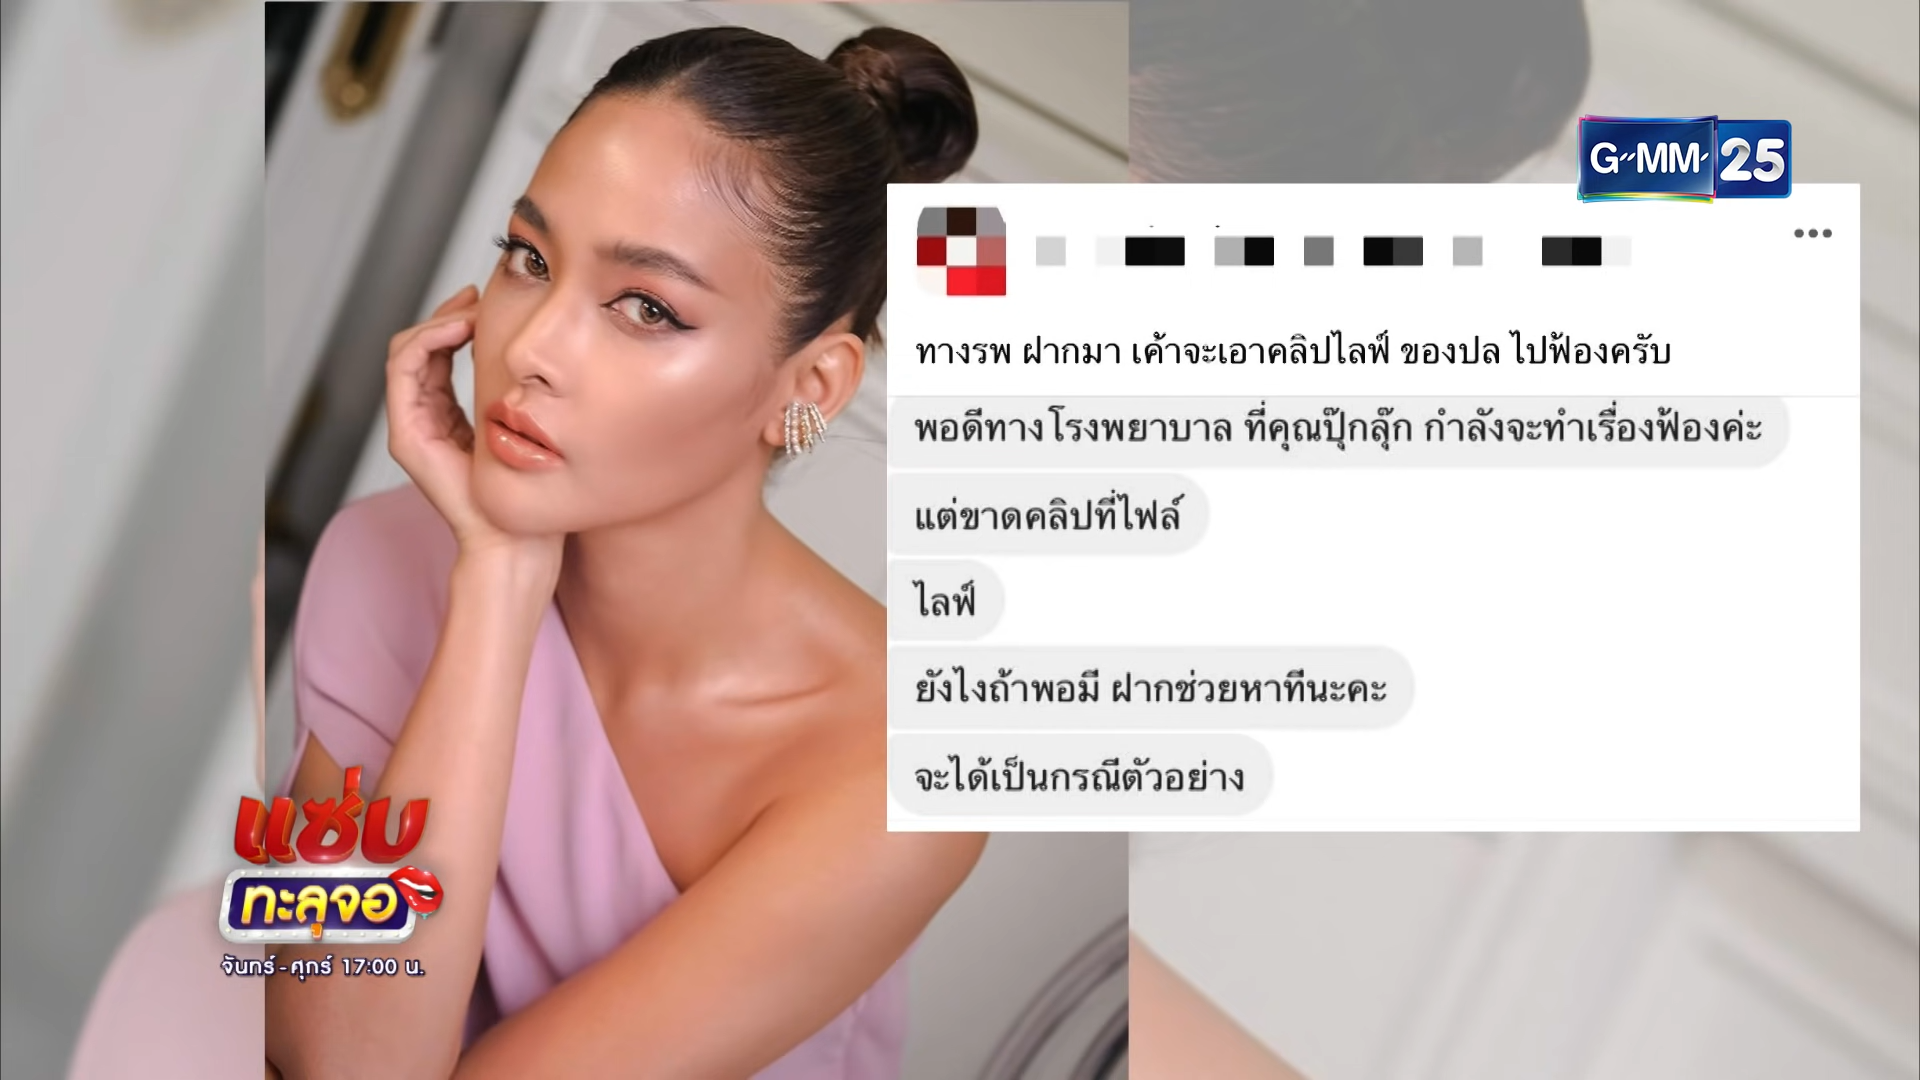 G-MM 25
ทางรพ ฝากมา เค้าจะเอาคลิปไลฟ์ ของปล ไปฟ้องครับ
พอดีทางโรงพยาบาล ที่คุณปุ๊กลุ๊ก กำลังจะทำเรื่องฟ้องค่ะ
แต่ขาดคลิปที่ไฟล์
ไลฟ์
ยังไงถ้าพอมี ฝากช่วยหาทีนะคะ
จะได้เป็นกรณีตัวอย่าง
แซ่บ
ทะลุจอ
จันทร์-ศุกร์ 17:00 น.